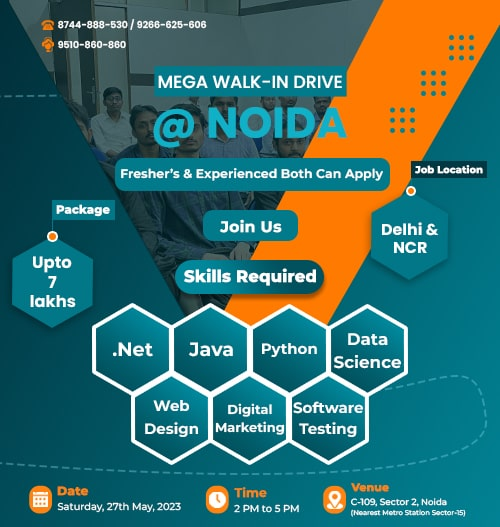 8744-888-530 / 9266-625-606
9510-860-860
MEGA WALK-IN DRIVE
@ NOIDA
Fresher's & Experienced Both Can Apply
Job Location
Delhi &
NCR
Package
Upto
7
lakhs
Join Us
Skills Required
.Net
Java
Python
Data
Science
Web
Design
Digital
Marketing
Software
Testing
Date
Saturday, 27th May, 2023
Time
2 PM to 5 PM
Venue
C-109, Sector 2, Noida
(Nearest Metro Station Sector-15)